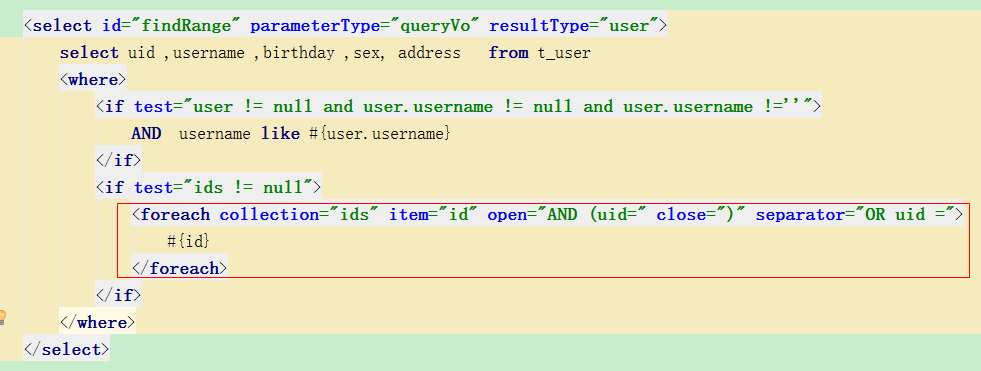 <select id="findRange" parameterType="queryVo" resultType="user">
select uid ,username ,birthday ,sex, address from t_user
<where>
<if test="user != null and user.username != null and user.username !=''">
AND username like #{user.username}
</if>
<if test="ids != null">
<foreach collection="ids" item="id" open="AND (uid=" close=")" separator="OR uid =">
#{id}
</foreach>
</if>
</where>
</select>